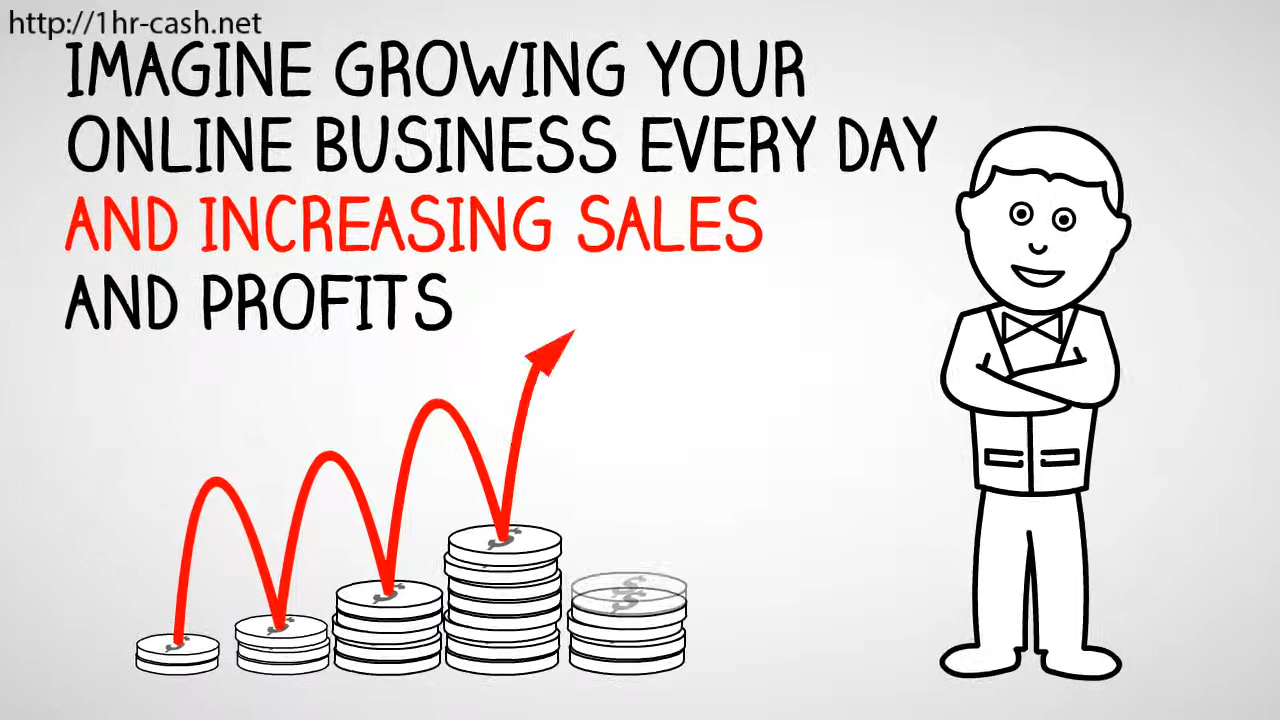 http://1hr-cash.net
IMAGINE GROWING YOUR
ONLINE BUSINESS EVERY DAY
AND INCREASING SALES
AND PROFITS
$
$
$
$
$
$